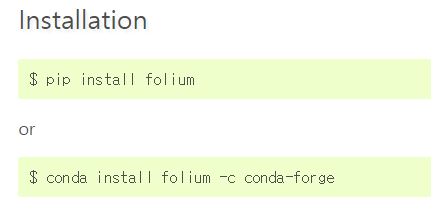 Installation
$ pip install folium
or
$ conda install folium -c conda-forge